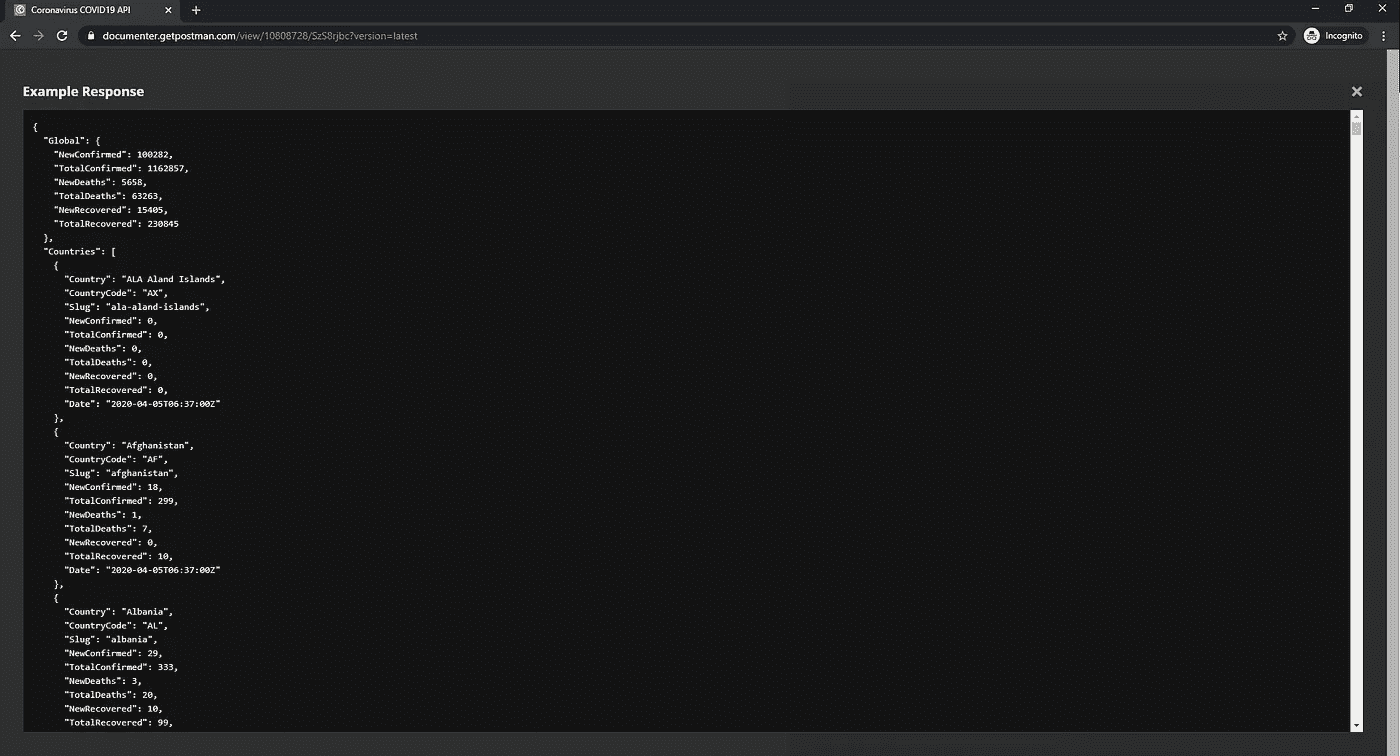 Coronavirus COVID19 API
documenter.getpostman.com/view/10808728/SzS8rjbc?version=latest
Incognito
Example Response
{
"Global": {
"NewConfirmed": 100282,
"TotalConfirmed": 1162857,
"NewDeaths": 5658,
"TotalDeaths": 63263,
"NewRecovered": 15405,
"TotalRecovered": 230845
},
"Countries": [
{
"Country": "ALA Aland Islands",
"CountryCode": "AX",
"Slug": "ala-aland-islands",
"NewConfirmed": 0,
"TotalConfirmed": 0,
"NewDeaths": 0,
"TotalDeaths": 0,
"NewRecovered": 0,
"TotalRecovered": 0,
"Date": "2020-04-05T06:37:00Z"
},
{
"Country": "Afghanistan",
"CountryCode": "AF",
"Slug": "afghanistan",
"NewConfirmed": 18,
"TotalConfirmed": 299,
"NewDeaths": 1,
"TotalDeaths": 7,
"NewRecovered": 0,
"TotalRecovered": 10,
"Date": "2020-04-05T06:37:00Z"
},
{
"Country": "Albania",
"CountryCode": "AL",
"Slug": "albania",
"NewConfirmed": 29,
"TotalConfirmed": 333,
"NewDeaths": 3,
"TotalDeaths": 20,
"NewRecovered": 10,
"TotalRecovered": 99,